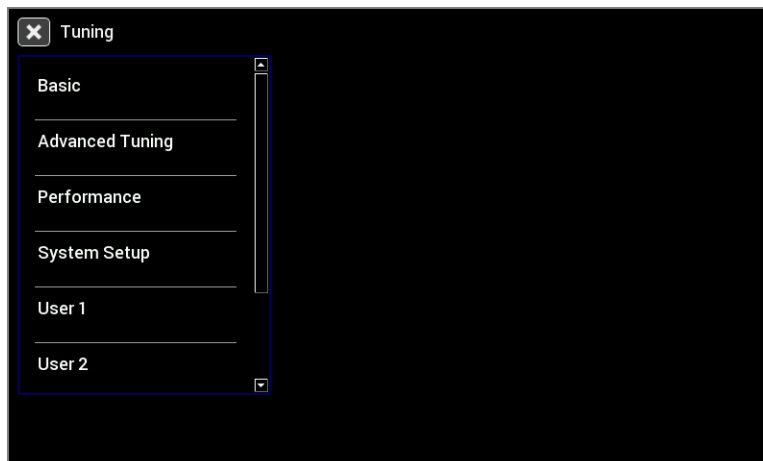 Tuning
Basic
Advanced Tuning
Performance
System Setup
User 1
User 2